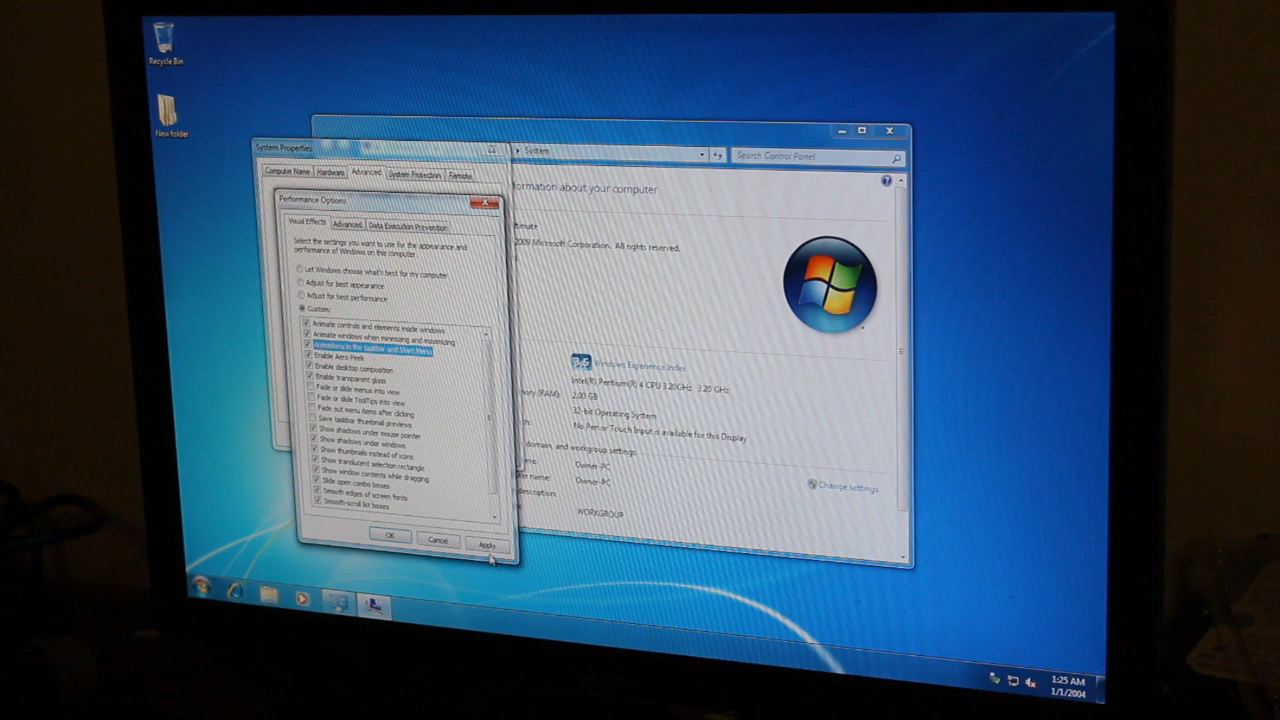 Recycle Bin
New folder
System Properties
Computer Name Hardware Advanced System Protection Remote
Performance Options
Visual Effects Advanced Data Execution Prevention
Select the settings you want to use for the appearance and
performance of Windows on this computer.
Let Windows choose what's best for my computer
Adjust for best appearance
Adjust for best performance
Custom:
Animate controls and elements inside windows
Animate windows when minimizing and maximizing
Animations in the taskbar and Start Menu
Enable Aero Peek
Enable desktop composition
Enable transparent glass
Fade or slide menus into view
Fade or slide ToolTips into view
Fade out menu items after clicking
Save taskbar thumbnail previews
Show shadows under mouse pointer
Show shadows under windows
Show thumbnails instead of icons
Show translucent selection rectangle
Show window contents while dragging
Slide open combo boxes
Smooth edges of screen fonts
Smooth-scroll list boxes
OK Cancel Apply
System
Search Control Panel
formation about your computer
timate
2009 Microsoft Corporation. All rights reserved.
3.6 Windows Experience Index
Intel(R) Pentium(R) 4 CPU 3.20GHz 3.20 GHz
ory (RAM): 2.00 GB
32-bit Operating System
No Pen or Touch Input is available for this Display
domain, and workgroup settings
me: Owner-PC
er name: Owner-PC
escription:
WORKGROUP
Change settings
1:25 AM
1/1/2004